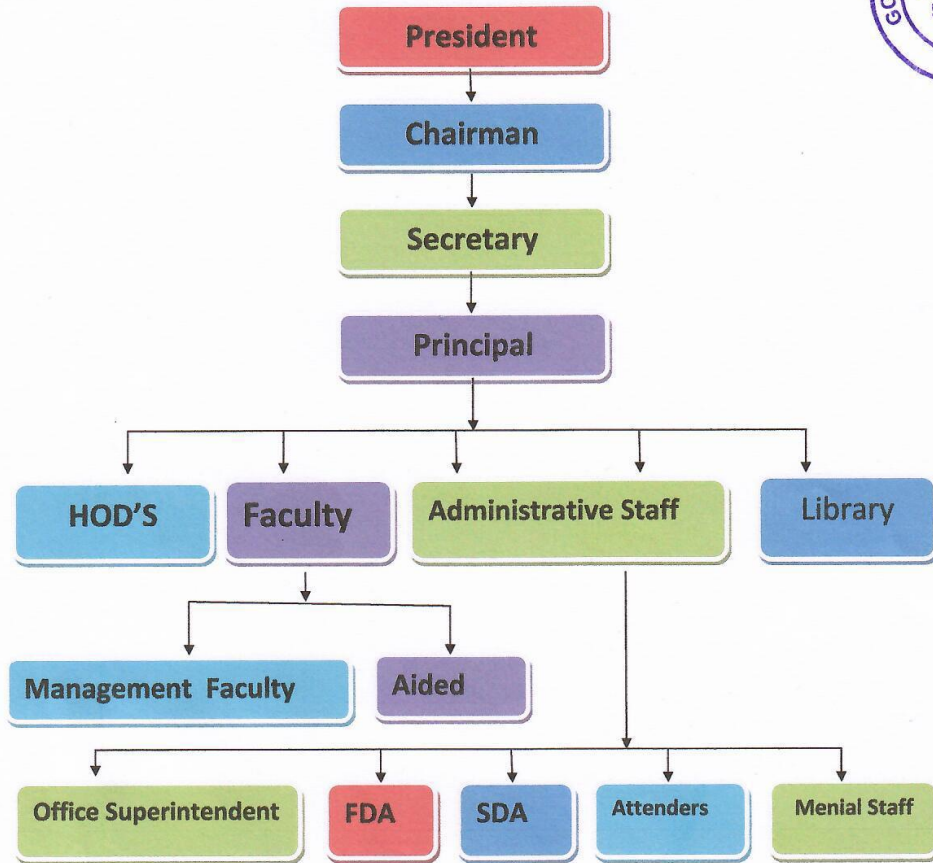 President
Chairman
Secretary
Principal
HOD'S
Faculty
Administrative Staff
Library
Management Faculty
Aided
Office Superintendent
FDA
SDA
Attenders
Menial Staff